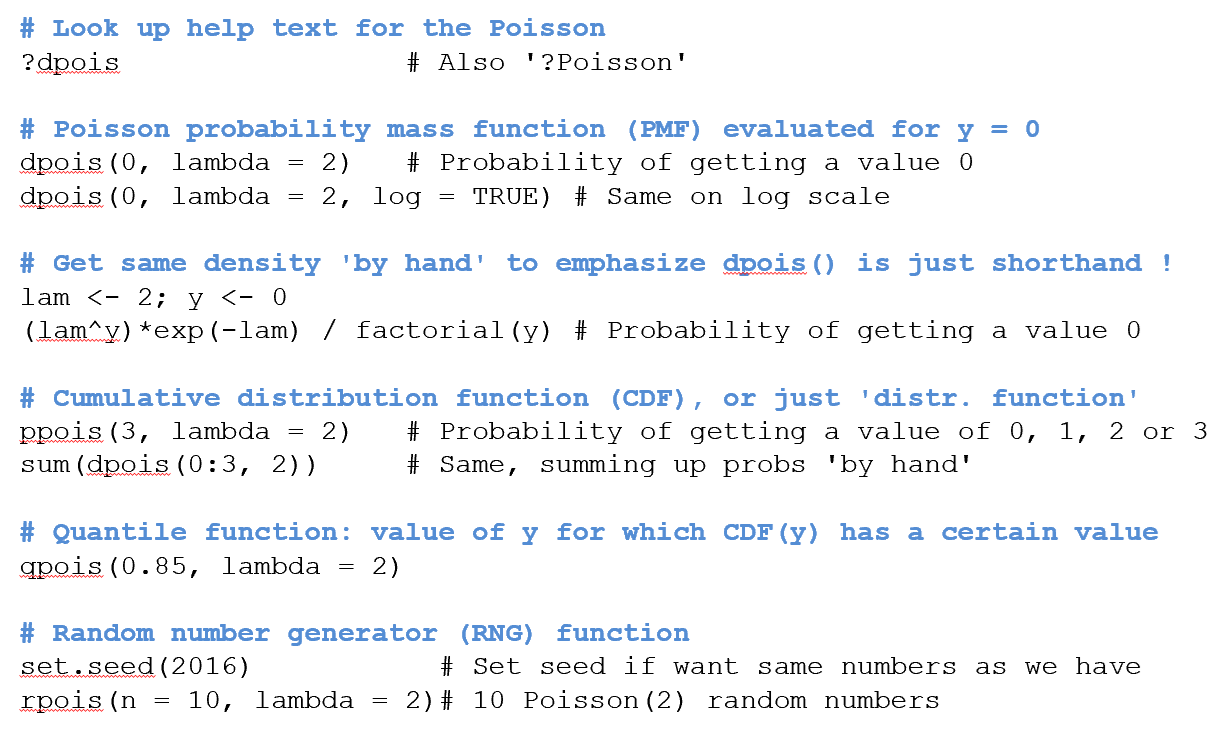 # Look up help text for the Poisson
?dpois # Also '?Poisson'
# Poisson probability mass function (PMF) evaluated for y = 0
dpois(0, lambda = 2) # Probability of getting a value 0
dpois(0, lambda = 2, log = TRUE) # Same on log scale
# Get same density 'by hand' to emphasize dpois() is just shorthand !
lam <- 2; y <- 0
(lam^y)*exp(-lam) / factorial(y) # Probability of getting a value 0
# Cumulative distribution function (CDF), or just 'distr. function'
ppois(3, lambda = 2) # Probability of getting a value of 0, 1, 2 or 3
sum(dpois(0:3, 2)) # Same, summing up probs 'by hand'
# Quantile function: value of y for which CDF(y) has a certain value
qpois(0.85, lambda = 2)
# Random number generator (RNG) function
set.seed(2016) # Set seed if want same numbers as we have
rpois(n = 10, lambda = 2)# 10 Poisson(2) random numbers